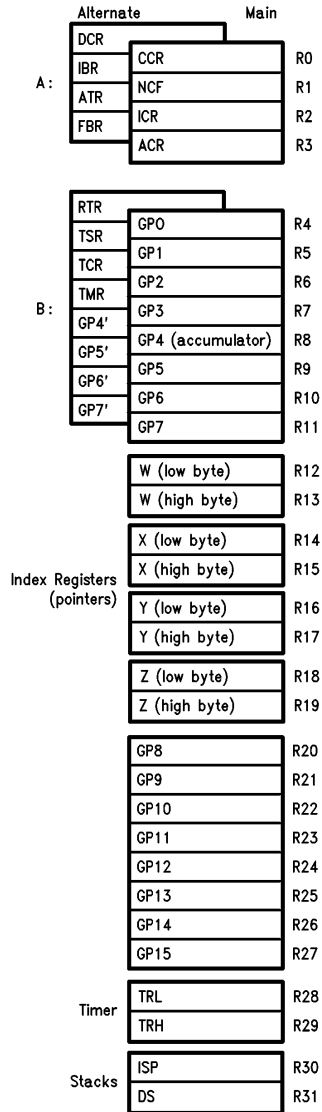 Alternate Main
DCR
CCR R0
IBR
NCF R1
A:
ATR
ICR R2
FBR
ACR R3
RTR
GP0 R4
TSR
GP1 R5
TCR
GP2 R6
TMR
GP3 R7
B:
GP4'
GP4 (accumulator) R8
GP5'
GP5 R9
GP6'
GP6 R10
GP7'
GP7 R11
W (low byte) R12
W (high byte) R13
X (low byte) R14
X (high byte) R15
Index Registers
(pointers)
Y (low byte) R16
Y (high byte) R17
Z (low byte) R18
Z (high byte) R19
GP8 R20
GP9 R21
GP10 R22
GP11 R23
GP12 R24
GP13 R25
GP14 R26
GP15 R27
Timer
TRL R28
TRH R29
Stacks
ISP R30
DS R31